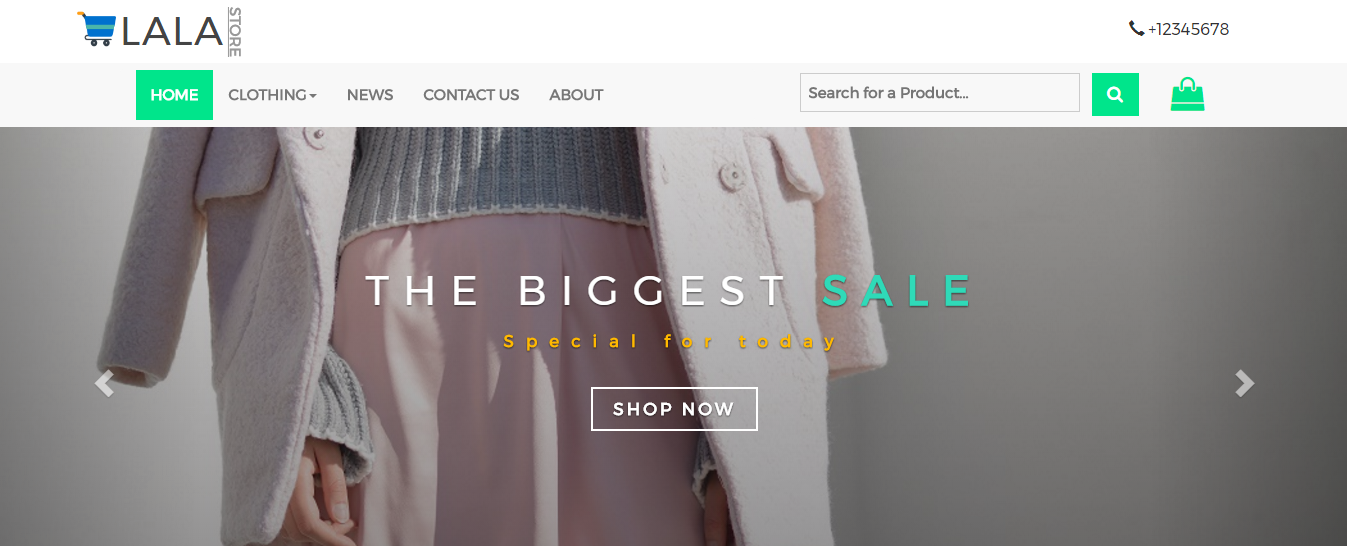 LALA STORE
+12345678
HOME CLOTHING NEWS CONTACT US ABOUT
Search for a Product...
THE BIGGEST SALE
Special for today
SHOP NOW